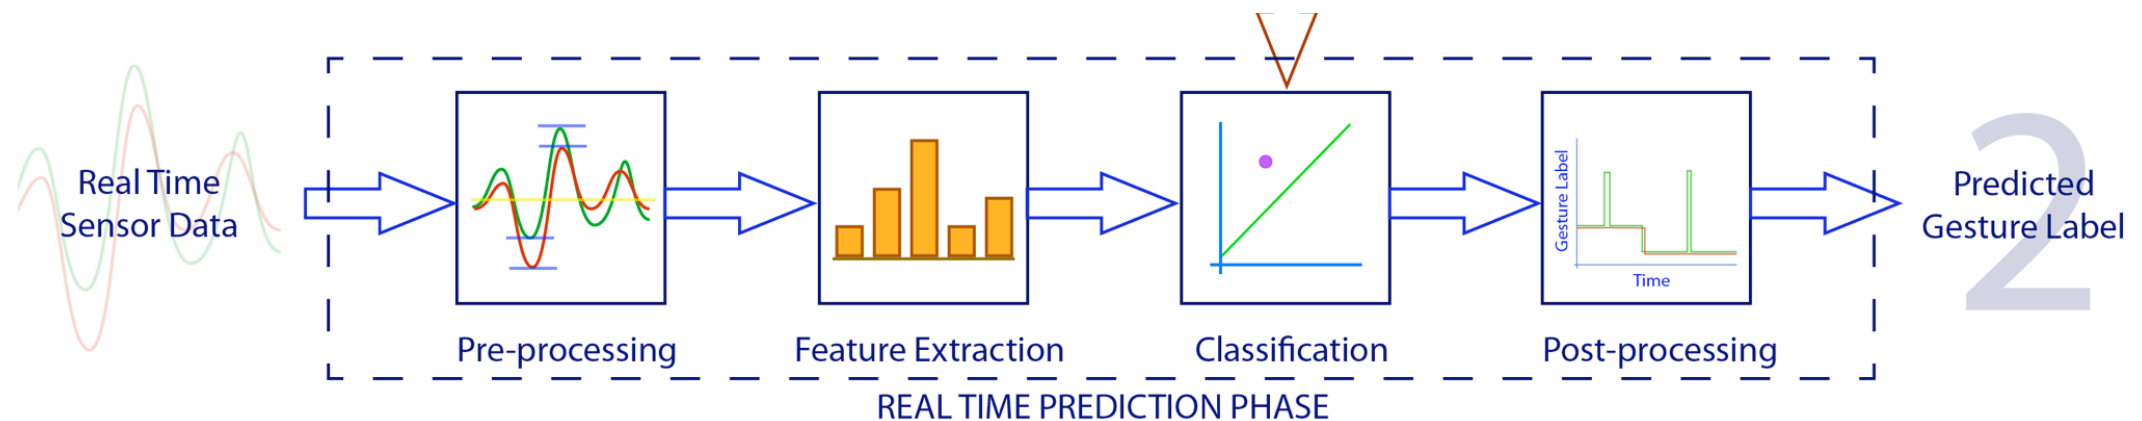 Real Time
Sensor Data
Gesture Label
Time
Pre-processing
Feature Extraction
Classification
Post-processing
2
Predicted
Gesture Label
REAL TIME PREDICTION PHASE